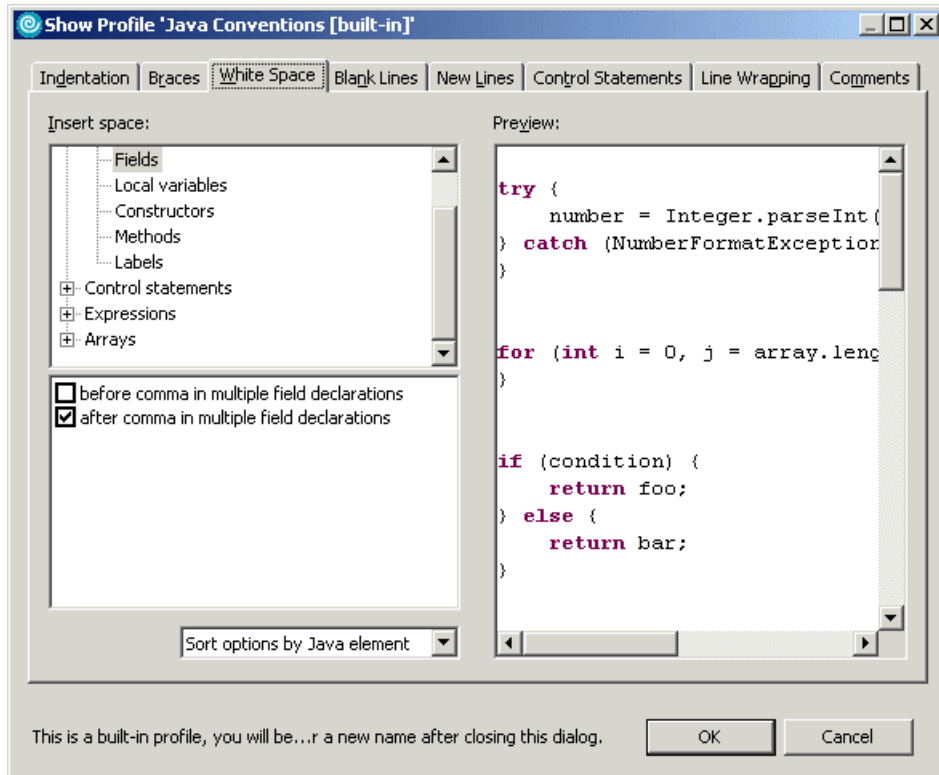 Show Profile 'Java Conventions [built-in]'
Indentation Braces White Space Blank Lines New Lines Control Statements Line Wrapping Comments
Insert space:
Fields
Local variables
Constructors
Methods
Labels
Control statements
Expressions
Arrays
before comma in multiple field declarations
after comma in multiple field declarations
Sort options by Java element
Preview:
try {
    number = Integer.parseInt(
} catch (NumberFormatException
}
for (int i = 0, j = array.leng
}
if (condition) {
    return foo;
} else {
    return bar;
}
This is a built-in profile, you will be...r a new name after closing this dialog.
OK Cancel